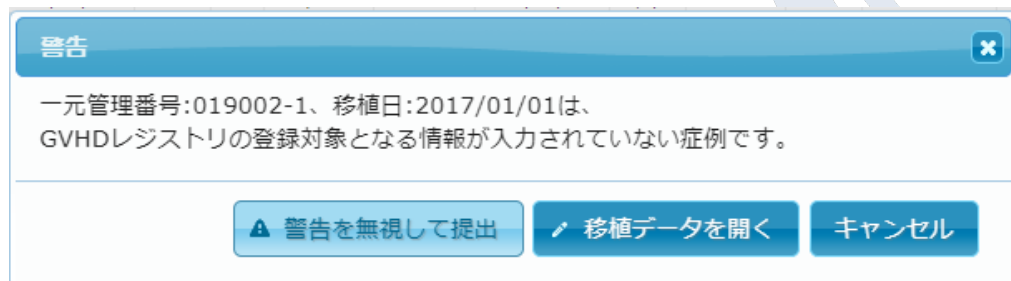 警告
一元管理番号:019002-1、移植日:2017/01/01は、
GVHDレジストリの登録対象となる情報が入力されていない症例です。
警告を無視して提出 移植データを開く キャンセル